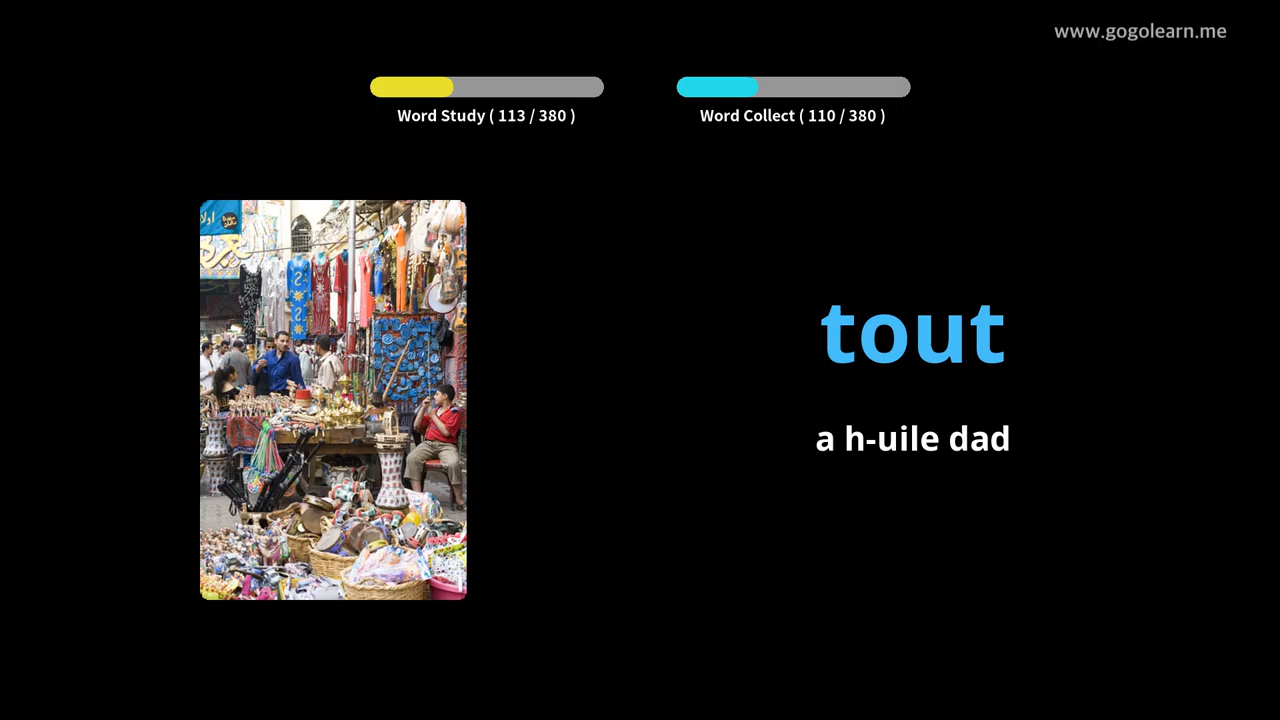 www.gogolearn.me
Word Study ( 113 / 380 )
Word Collect ( 110 / 380 )
tout
a h-uile dad